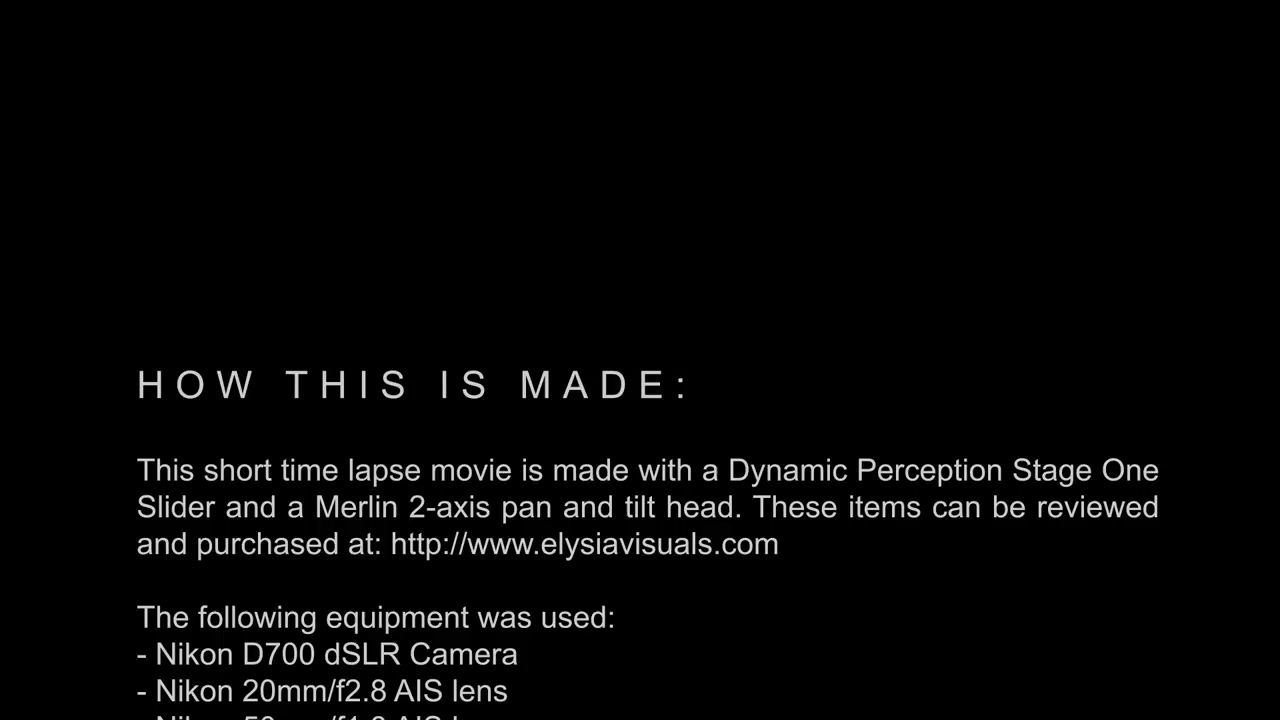 HOW THIS IS MADE:
This short time lapse movie is made with a Dynamic Perception Stage One
Slider and a Merlin 2-axis pan and tilt head. These items can be reviewed
and purchased at: http://www.elysiavisuals.com
The following equipment was used:
- Nikon D700 dSLR Camera
- Nikon 20mm/f2.8 AIS lens